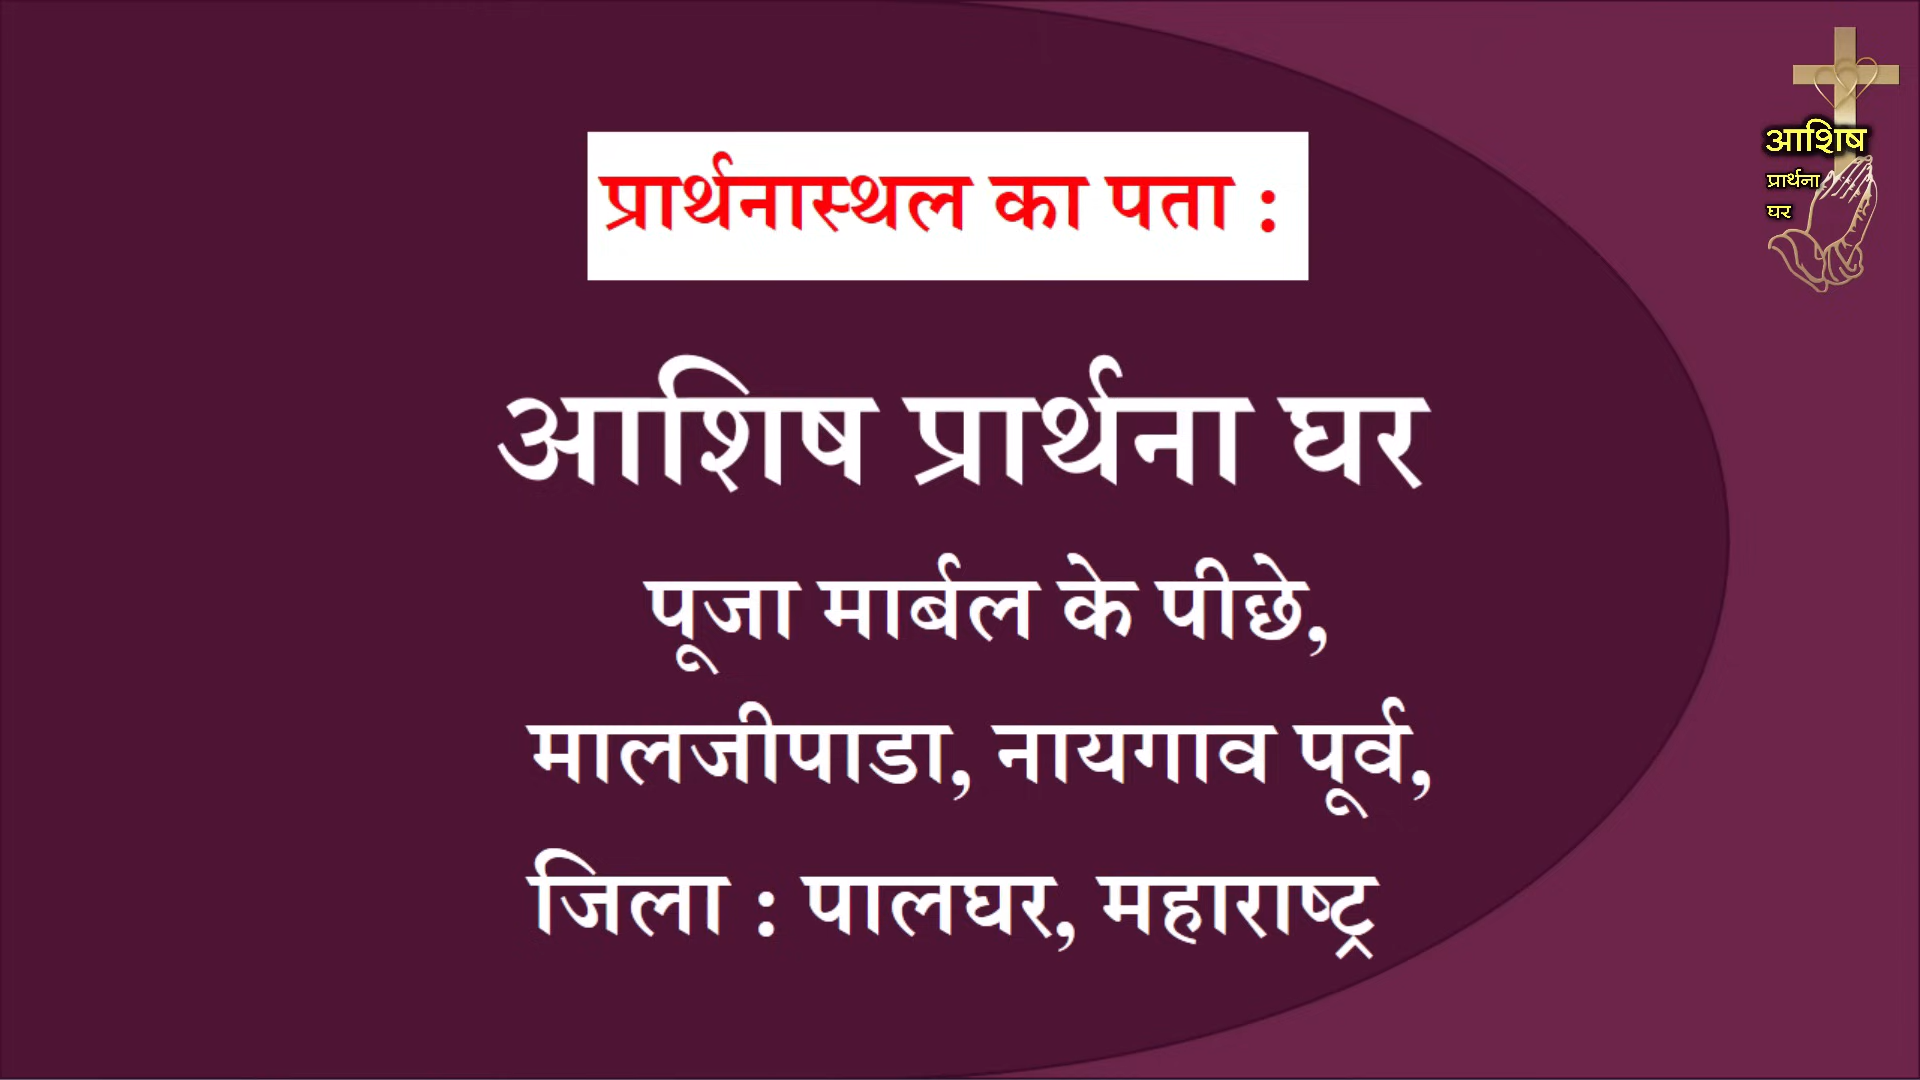 प्रार्थनास्थल का पता :
आशिष प्रार्थना घर
पूजा मार्बल के पीछे,
मालजीपाडा, नायगाव पूर्व,
जिला : पालघर, महाराष्ट्र
आशिष
प्रार्थना
घर